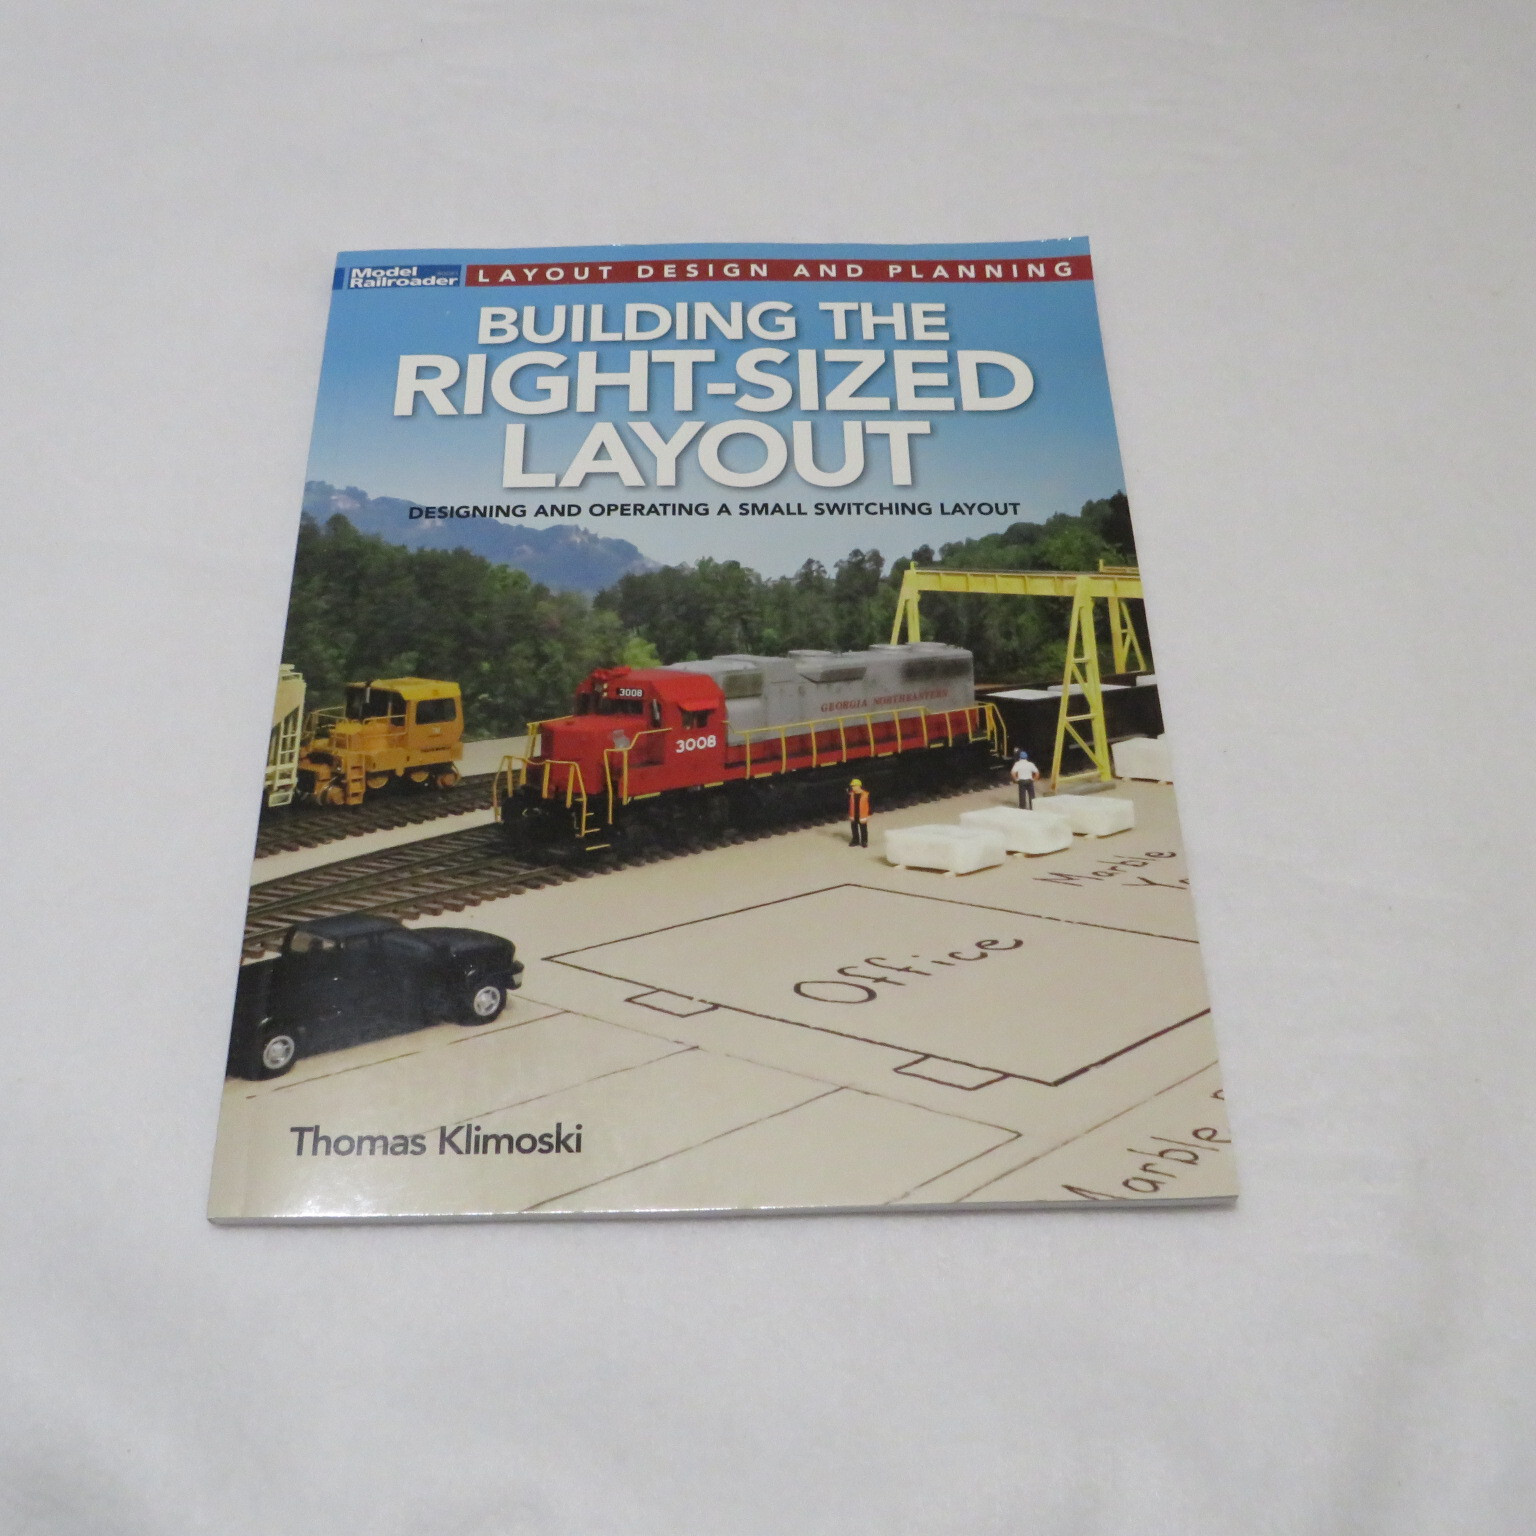 Model
Railroader
BOOKS
LAYOUT DESIGN AND PLANNING
BUILDING THE
RIGHT-SIZED
LAYOUT
DESIGNING AND OPERATING A SMALL SWITCHING LAYOUT
3008
GEORGIA NORTHEASTERN
3008
Marble
Office
Marble
Thomas Klimoski